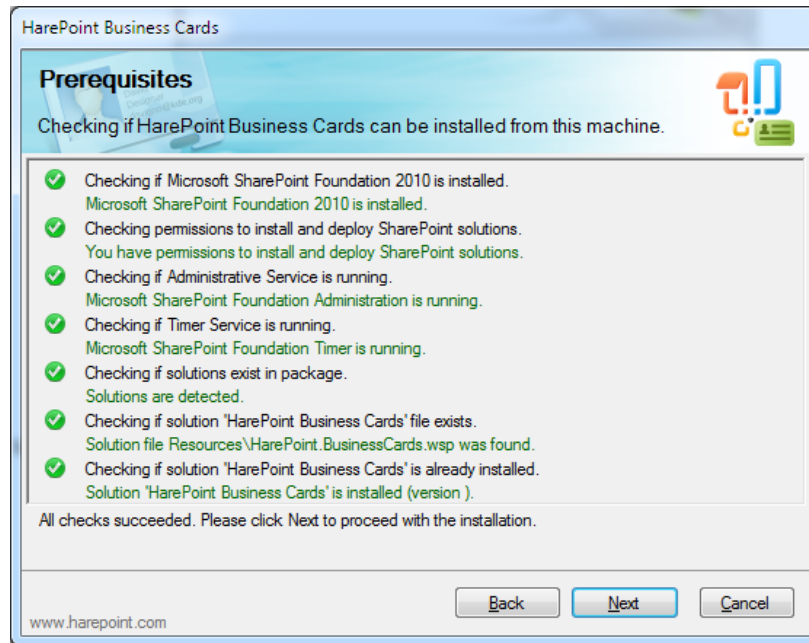 HarePoint Business Cards
Prerequisites
Checking if HarePoint Business Cards can be installed from this machine.
Checking if Microsoft SharePoint Foundation 2010 is installed.
Microsoft SharePoint Foundation 2010 is installed.
Checking permissions to install and deploy SharePoint solutions.
You have permissions to install and deploy SharePoint solutions.
Checking if Administrative Service is running.
Microsoft SharePoint Foundation Administration is running.
Checking if Timer Service is running.
Microsoft SharePoint Foundation Timer is running.
Checking if solutions exist in package.
Solutions are detected.
Checking if solution 'HarePoint Business Cards' file exists.
Solution file Resources\HarePoint.BusinessCards.wsp was found.
Checking if solution 'HarePoint Business Cards' is already installed.
Solution 'HarePoint Business Cards' is installed (version ).
All checks succeeded. Please click Next to proceed with the installation.
Back Next Cancel
www.harepoint.com